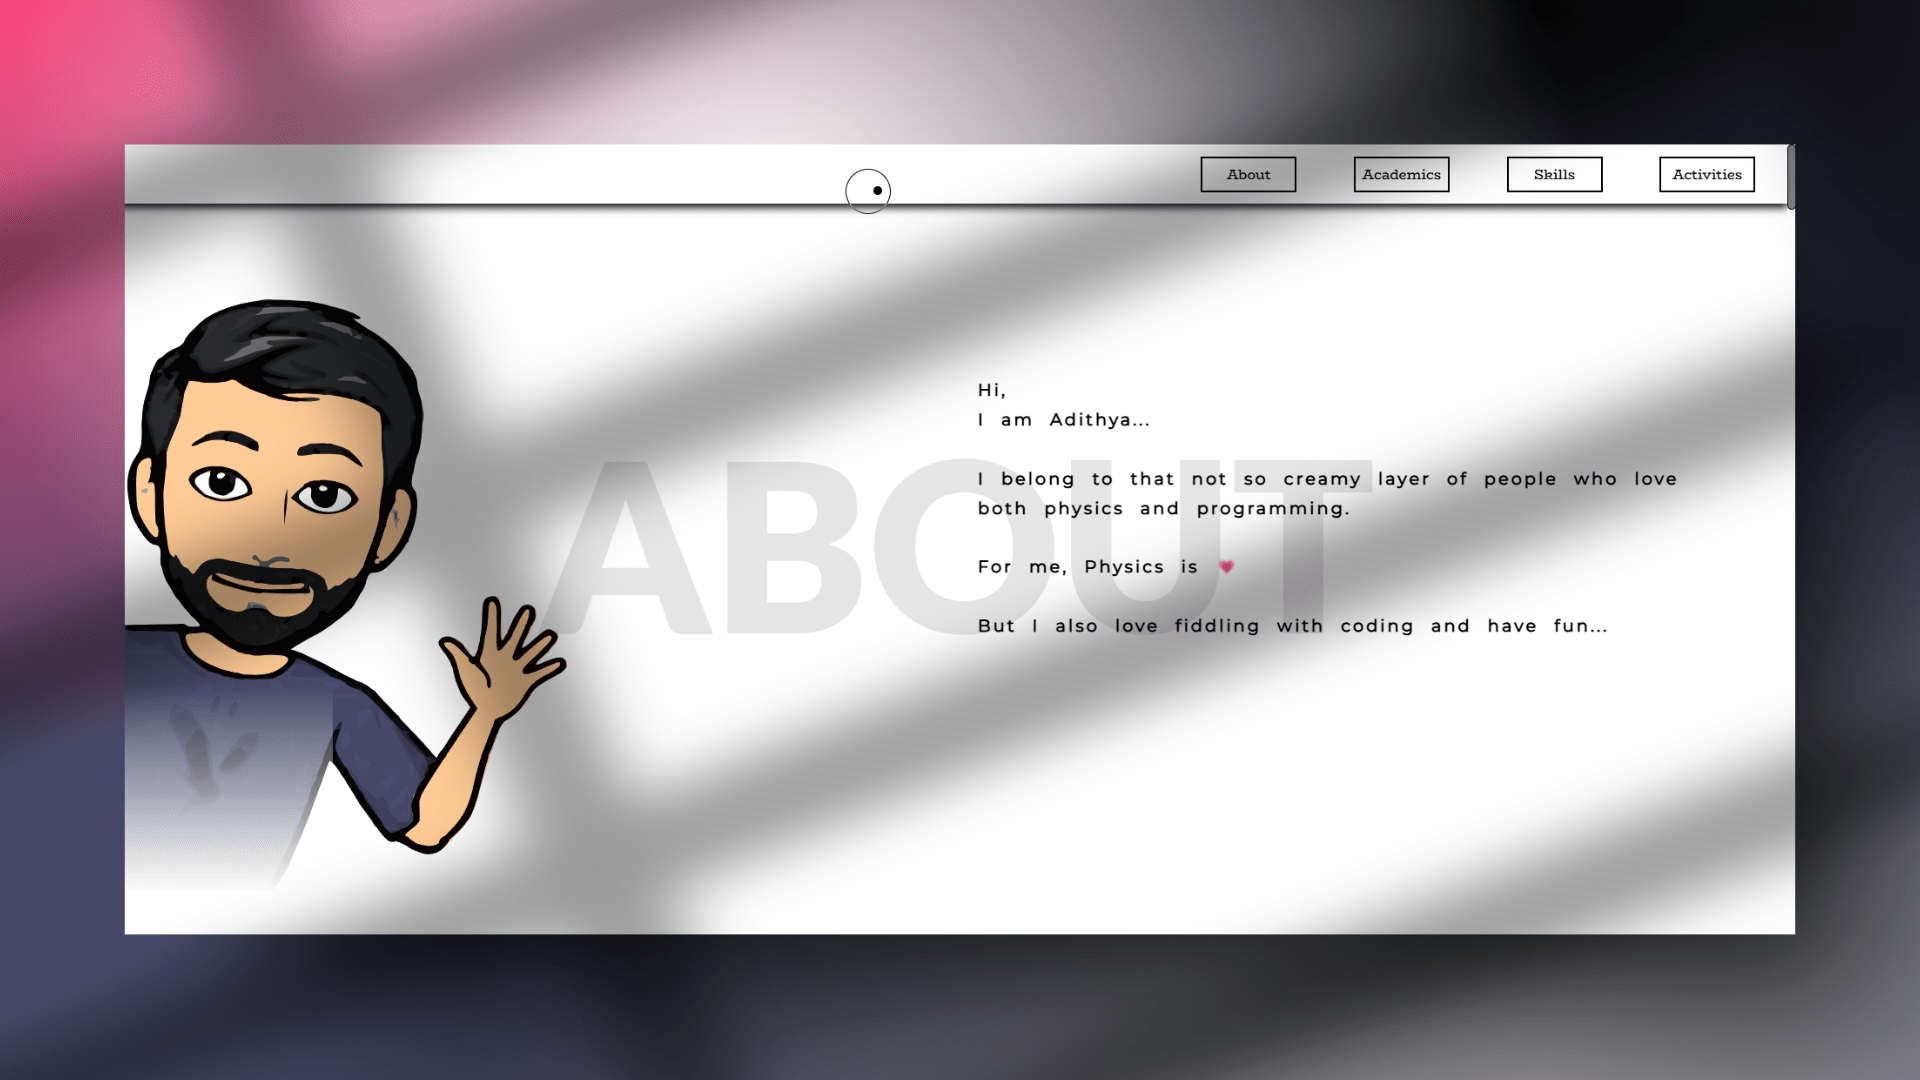 About
Academics
Skills
Activities
ABOUT
Hi,
I am Adithya...
I belong to that not so creamy layer of people who love
both physics and programming.
For me, Physics is 💗
But I also love fiddling with coding and have fun...